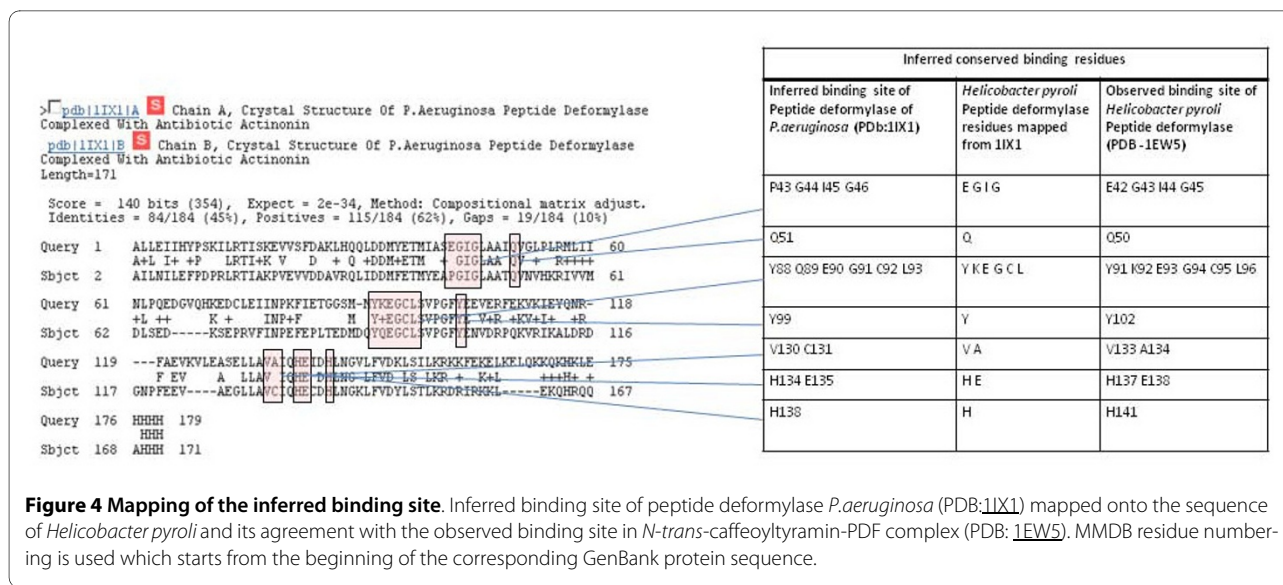 >pdb|1IX1|A S Chain A, Crystal Structure Of P.Aeruginosa Peptide Deformylase
Complexed With Antibiotic Actinonin
pdb|1IX1|B S Chain B, Crystal Structure Of P.Aeruginosa Peptide Deformylase
Complexed With Antibiotic Actinonin
Length=171
Score = 140 bits (354), Expect = 2e-34, Method: Compositional matrix adjust.
Identities = 84/184 (45%), Positives = 115/184 (62%), Gaps = 19/184 (10%)
Query 1 ALLEIIHYPSKILRTISKEVVSFDAKLHQQLDDMYETMIASEGIGLAAIQVGLPLRMLII 60
A+L I+ +P LRTI+K V D + Q +DDM+ETM + GIGLAA QV + R++++
Sbjct 2 AILNILEFPDPRLRTIAKPVEVVDDAVRQLIDDMFETMYEAPGIGLAATQVNVHKRIVVM 61
Query 61 NLPQEDGVQHKEDCLEIINPKFIETGGSM-MYKEGCLSVPGFYEEVERFEKVKIEYQNR- 118
+L ++ K + INP+F M Y+EGCLSVPGFYE V+R +KV+I+ +R
Sbjct 62 DLSED-----KSEPRVFINPEFEPLTEDMDQYQEGCLSVPGFYENVDRPQKVRIKALDRD 116
Query 119 ---FAEVKVLEASELLAVAIQHEIDHLNGVLFVDKLSILKRKKFEKELKELQKKQKHKLE 175
F EV A LLAV IQHE DHLNG LFVD LS LKR + K+L +++H+ +
Sbjct 117 GNPFEEV----AEGLLAVCIQHECDHLNGKLFVDYLSTLKRDRIRKKL-----EKQHRQQ 167
Query 176 HHHH 179
HHH
Sbjct 168 AHHH 171
Inferred conserved binding residues
Inferred binding site of Peptide deformylase of P.aeruginosa (PDb:1IX1)
Helicobacter pyroli Peptide deformylase residues mapped from 1IX1
Observed binding site of Helicobacter pyroli Peptide deformylase (PDB -1EW5)
P43 G44 I45 G46 E G I G E42 G43 I44 G45
Q51 Q Q50
Y88 Q89 E90 G91 C92 L93 Y K E G C L Y91 K92 E93 G94 C95 L96
Y99 Y Y102
V130 C131 V A V133 A134
H134 E135 H E H137 E138
H138 H H141
Figure 4 Mapping of the inferred binding site. Inferred binding site of peptide deformylase P.aeruginosa (PDB:1IX1) mapped onto the sequence
of Helicobacter pyroli and its agreement with the observed binding site in N-trans-caffeoyltyramin-PDF complex (PDB: 1EW5). MMDB residue number-
ing is used which starts from the beginning of the corresponding GenBank protein sequence.